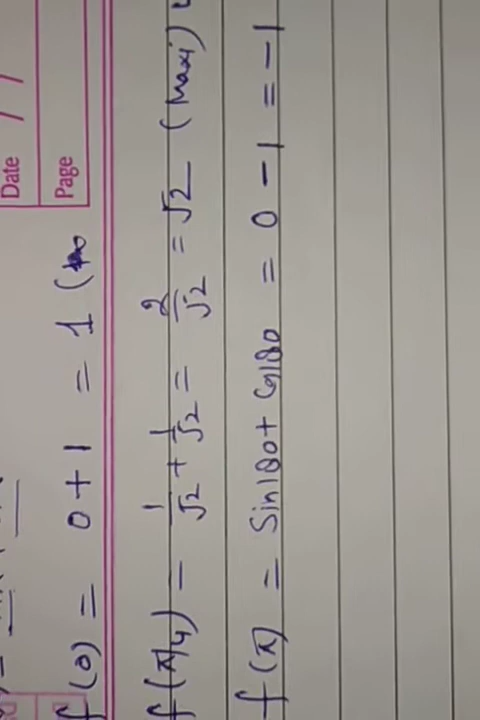 Date / /
Page
f(0) = 0 + 1 = 1 (
f(π/4) = 1/√2 + 1/√2 = 2/√2 = √2 (Maxi)
f(π) = Sin180 + Cos180 = 0 - 1 = -1